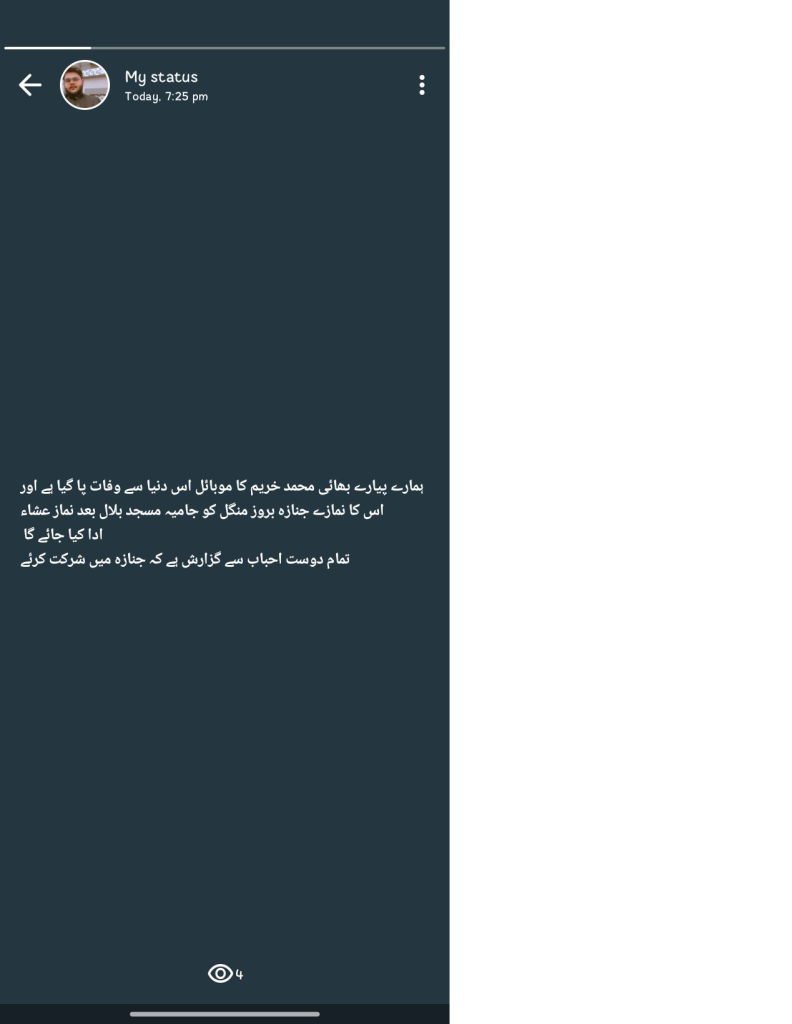 My status
Today, 7:25 pm
ہمارے پیارے بھائی محمد خریم کا موبائل اس دنیا سے وفات پا گیا ہے اور
اس کا نمازے جنازہ بروز منگل کو جامیہ مسجد بلال بعد نماز عشاء
ادا کیا جائے گا
تمام دوست احباب سے گزارش ہے کہ جنازہ میں شرکت کرئے
4